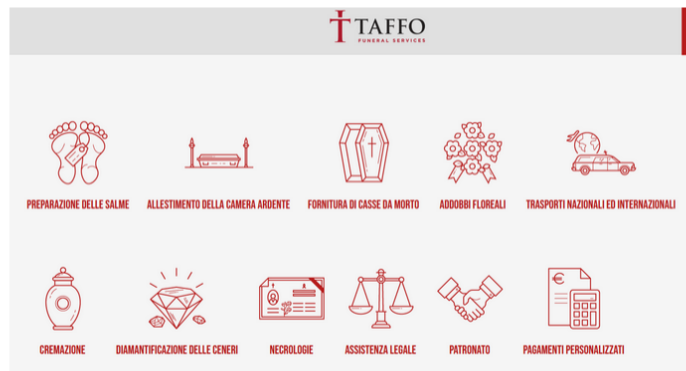 TAFFO
FUNERAL SERVICES
PREPARAZIONE DELLE SALME
ALLESTIMENTO DELLA CAMERA ARDENTE
FORNITURA DI CASSE DA MORTO
ADDOBBI FLOREALI
TRASPORTI NAZIONALI ED INTERNAZIONALI
CREMAZIONE
DIAMANTIFICAZIONE DELLE CENERI
NECROLOGIE
ASSISTENZA LEGALE
PATRONATO
PAGAMENTI PERSONALIZZATI